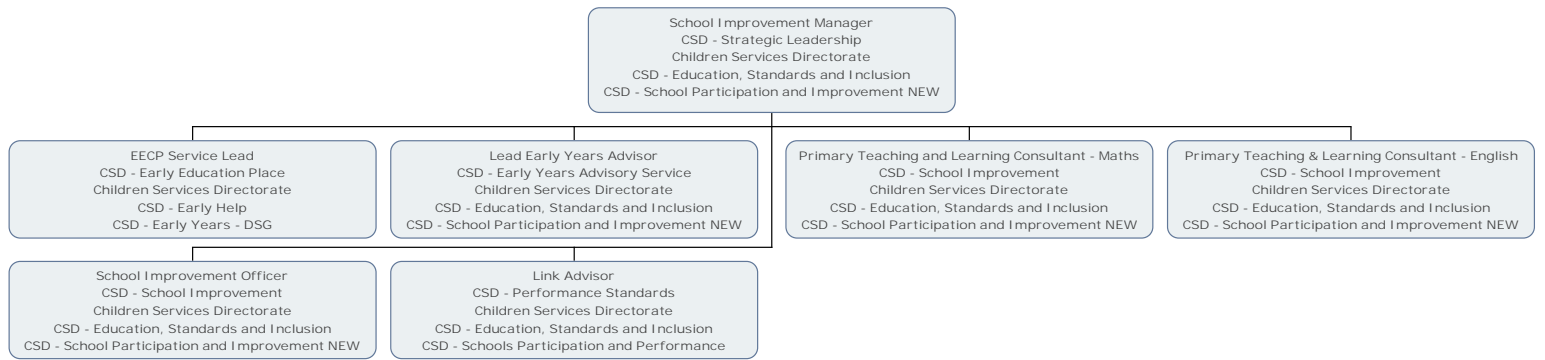 School Improvement Manager
CSD - Strategic Leadership
Children Services Directorate
CSD - Education, Standards and Inclusion
CSD - School Participation and Improvement NEW
EECP Service Lead
CSD - Early Education Place
Children Services Directorate
CSD - Early Help
CSD - Early Years - DSG
Lead Early Years Advisor
CSD - Early Years Advisory Service
Children Services Directorate
CSD - Education, Standards and Inclusion
CSD - School Participation and Improvement NEW
Primary Teaching and Learning Consultant - Maths
CSD - School Improvement
Children Services Directorate
CSD - Education, Standards and Inclusion
CSD - School Participation and Improvement NEW
Primary Teaching & Learning Consultant - English
CSD - School Improvement
Children Services Directorate
CSD - Education, Standards and Inclusion
CSD - School Participation and Improvement NEW
School Improvement Officer
CSD - School Improvement
Children Services Directorate
CSD - Education, Standards and Inclusion
CSD - School Participation and Improvement NEW
Link Advisor
CSD - Performance Standards
Children Services Directorate
CSD - Education, Standards and Inclusion
CSD - Schools Participation and Performance